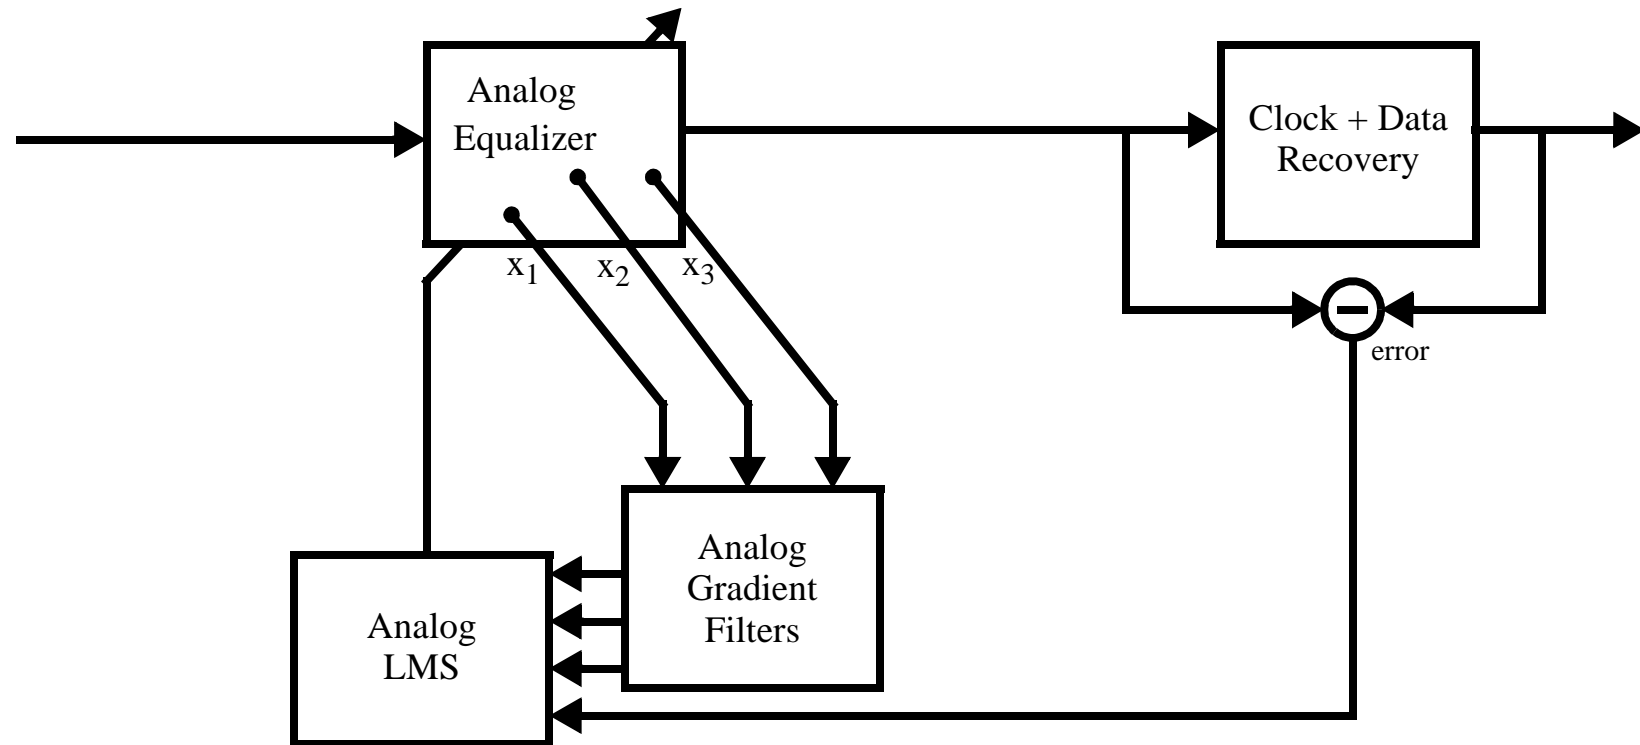 Analog
Equalizer
Clock + Data
Recovery
x1
x2
x3
error
Analog
Gradient
Filters
Analog
LMS